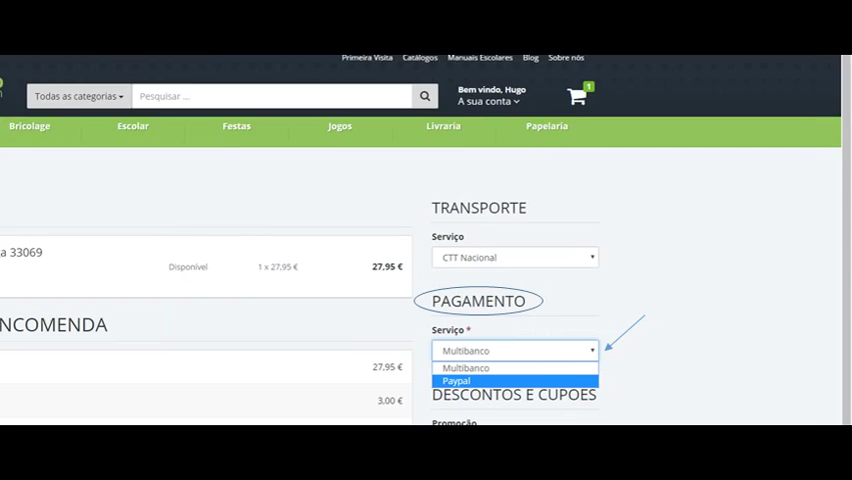 Primeira Visita Catálogos Manuais Escolares Blog Sobre nós
Todas as categorias Pesquisar ... Bem vindo, Hugo 1
A sua conta
Bricolage Escolar Festas Jogos Livraria Papelaria
TRANSPORTE
Serviço
a 33069
CTT Nacional
Disponível 1 x 27,95 € 27,95 €
PAGAMENTO
NCOMENDA
Serviço *
Multibanco
27,95 € Multibanco
Paypal
DESCONTOS E CUPOES
3,00 €
Promoção